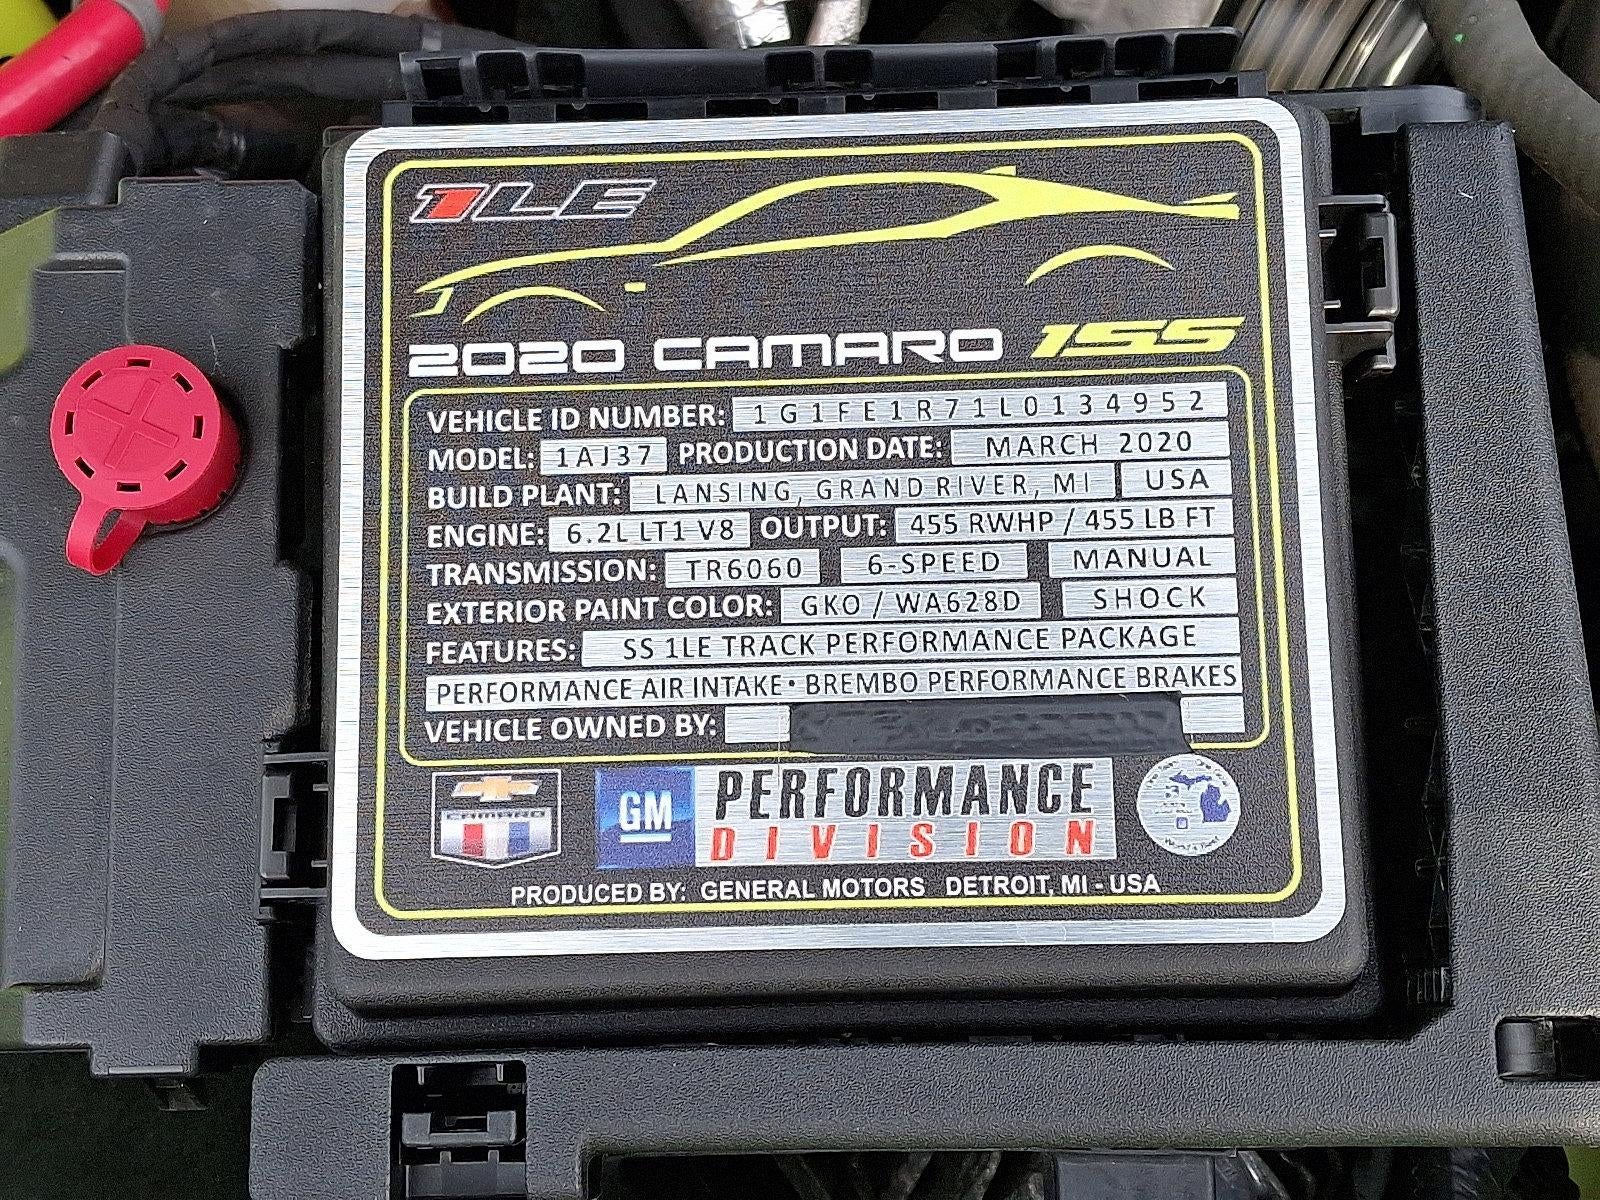 1LE
2020 CAMARO 1SS
VEHICLE ID NUMBER: 1G1FE1R71L0134952
MODEL: 1AJ37 PRODUCTION DATE: MARCH 2020
BUILD PLANT: LANSING, GRAND RIVER, MI USA
ENGINE: 6.2L LT1 V8 OUTPUT: 455 RWHP / 455 LB FT
TRANSMISSION: TR6060 6-SPEED MANUAL
EXTERIOR PAINT COLOR: GKO / WA628D SHOCK
FEATURES: SS 1LE TRACK PERFORMANCE PACKAGE
PERFORMANCE AIR INTAKE • BREMBO PERFORMANCE BRAKES
VEHICLE OWNED BY:
CAMARO
GM PERFORMANCE
DIVISION
PRODUCED BY: GENERAL MOTORS DETROIT, MI - USA